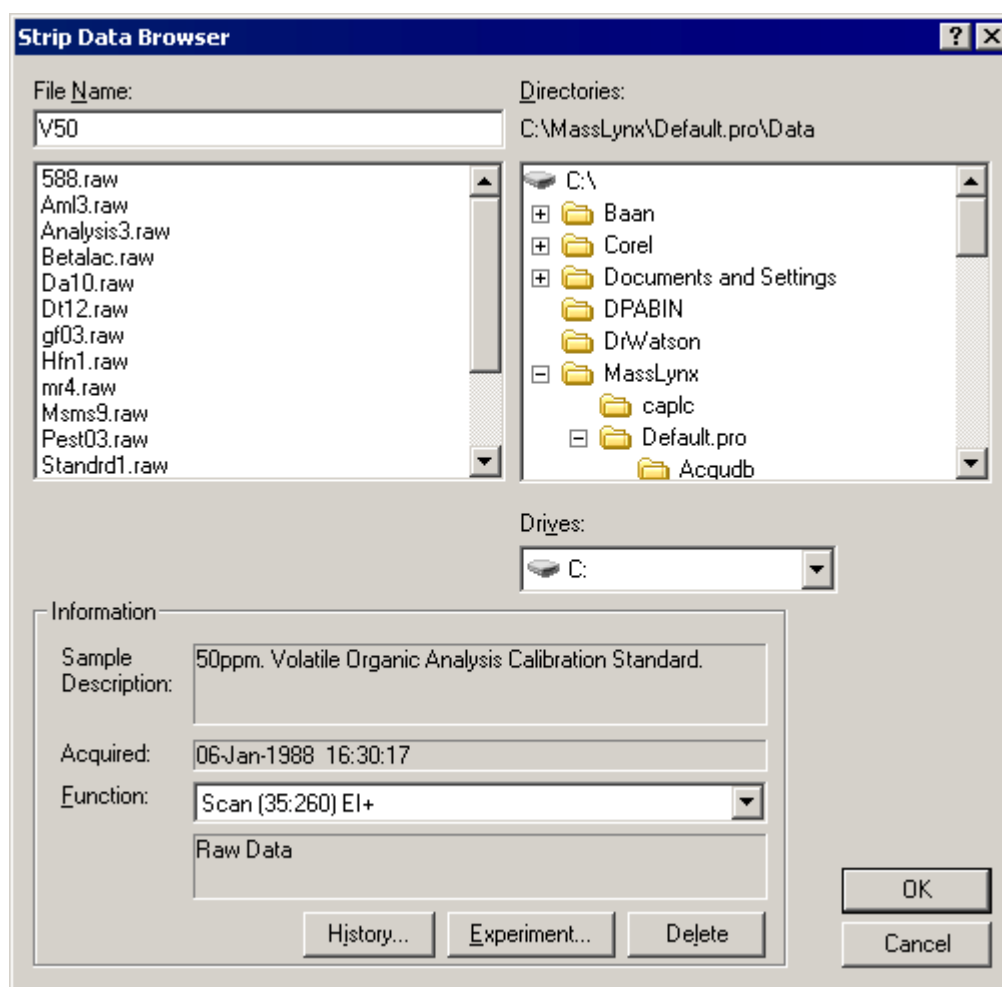 Strip Data Browser
File Name:
V50
588.raw
Aml3.raw
Analysis3.raw
Betalac.raw
Da10.raw
Dt12.raw
gf03.raw
Hfn1.raw
mr4.raw
Msms9.raw
Pest03.raw
Standrd1.raw
Directories:
C:\MassLynx\Default.pro\Data
C:\
Baan
Corel
Documents and Settings
DPABIN
DrWatson
MassLynx
caplc
Default.pro
Acqudb
Drives:
C:
Information
Sample
Description:
50ppm. Volatile Organic Analysis Calibration Standard.
Acquired:
06-Jan-1988 16:30:17
Function:
Scan (35:260) EI+
Raw Data
History...
Experiment...
Delete
OK
Cancel